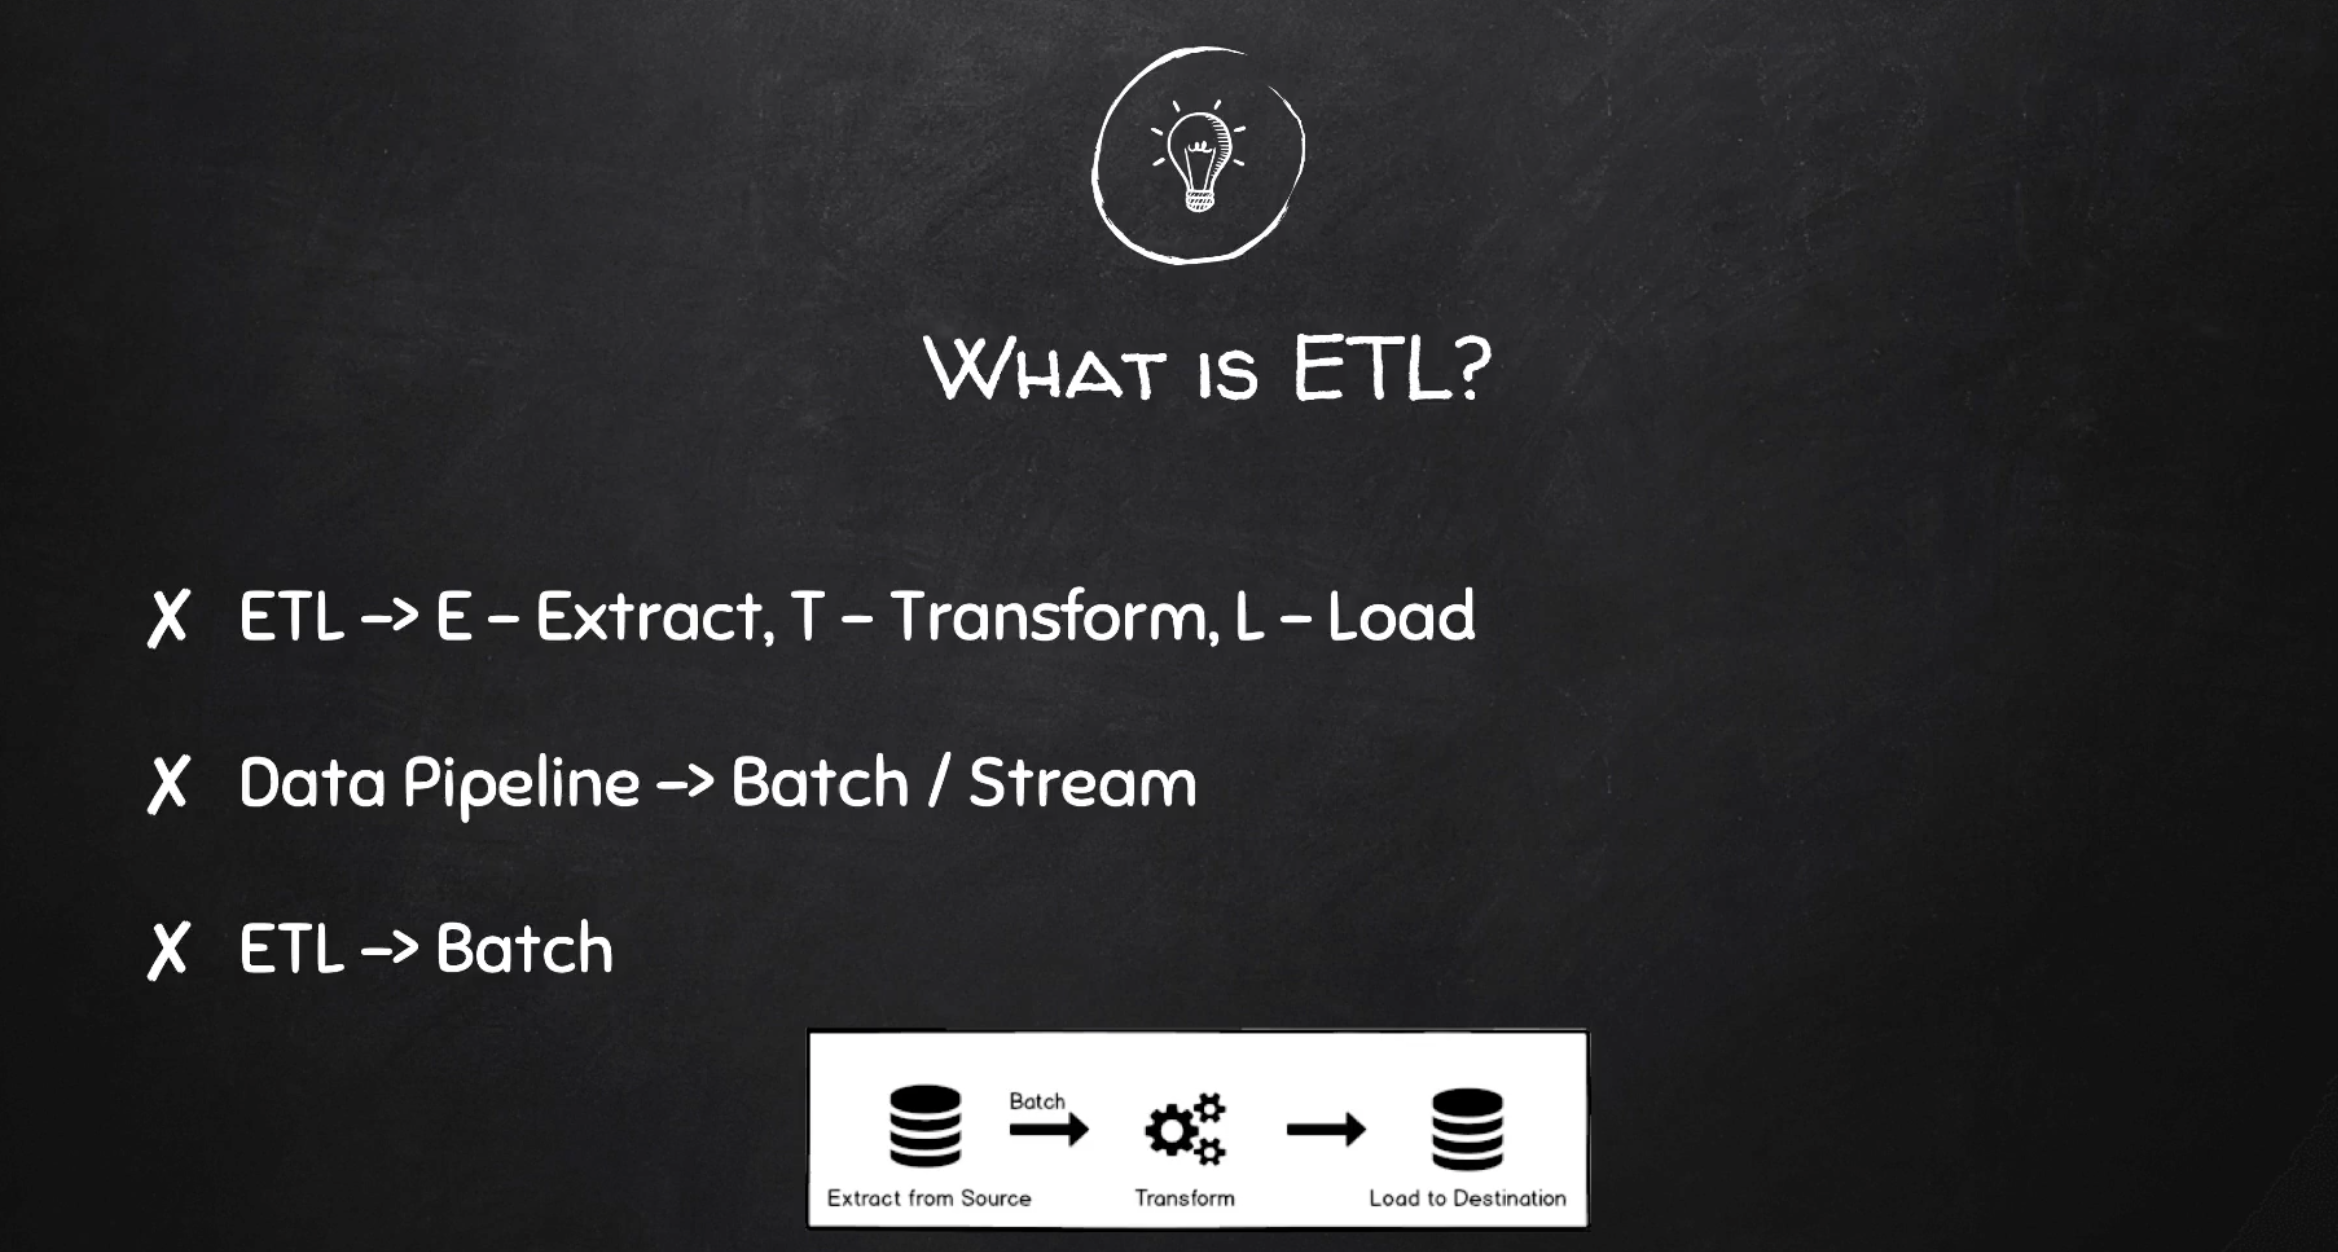 What is ETL?
✗ ETL –> E – Extract, T – Transform, L – Load
✗ Data Pipeline –> Batch / Stream
✗ ETL –> Batch
Batch
Extract from Source
Transform
Load to Destination